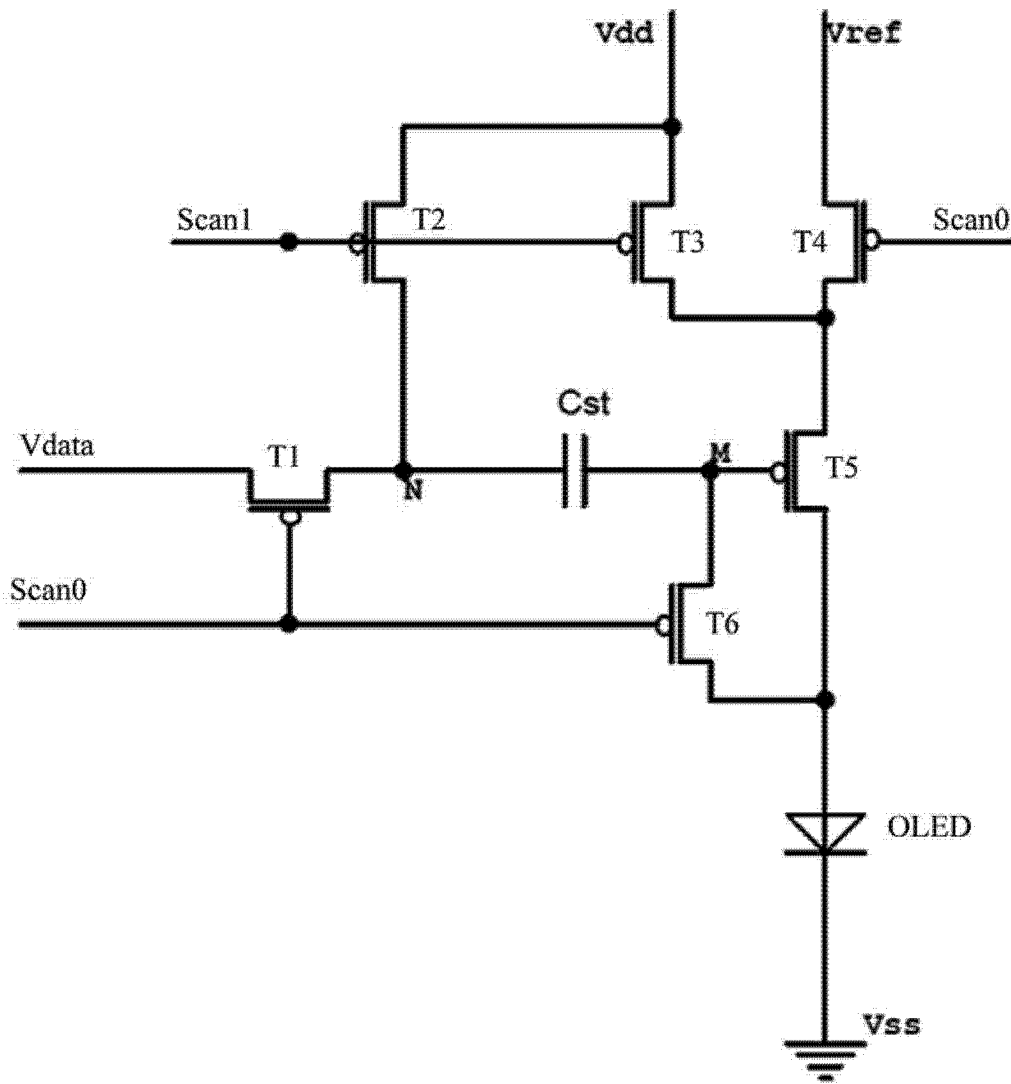 Vdd
Vref
Scan1
T2
T3
T4
Scan0
Cst
Vdata
T1
N
M
T5
Scan0
T6
OLED
Vss